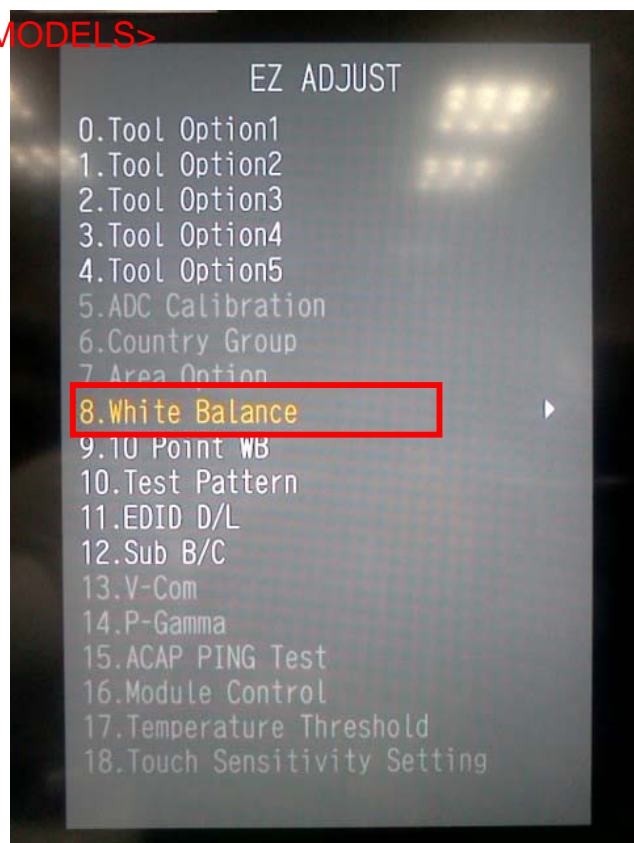 MODELS>
EZ ADJUST
0.Tool Option1
1.Tool Option2
2.Tool Option3
3.Tool Option4
4.Tool Option5
5.ADC Calibration
6.Country Group
7.Area Option
8.White Balance
9.10 Point WB
10.Test Pattern
11.EDID D/L
12.Sub B/C
13.V-Com
14.P-Gamma
15.ACAP PING Test
16.Module Control
17.Temperature Threshold
18.Touch Sensitivity Setting